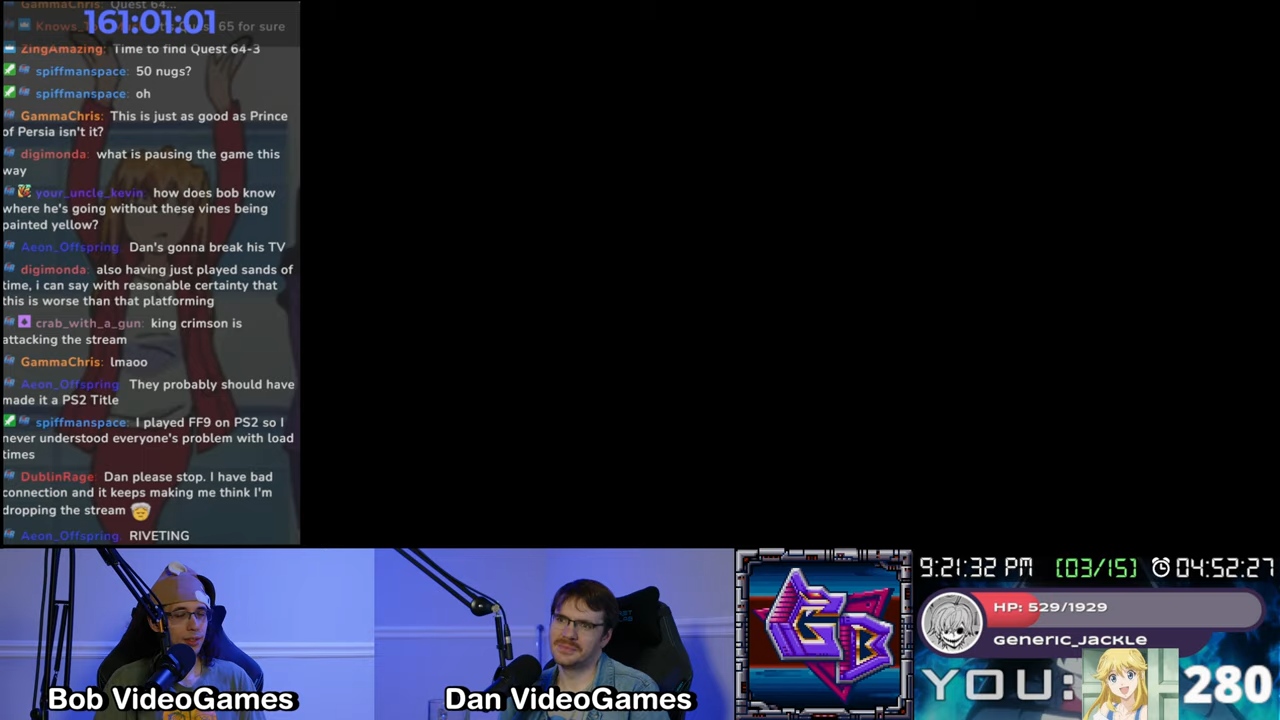 GammaChris: Quest 64...
161:01:01
65 for sure
ZingAmazing: Time to find Quest 64-3
spiffmanspace: 50 nugs?
spiffmanspace: oh
GammaChris: This is just as good as Prince
of Persia isn't it?
digimonda: what is pausing the game this
way
your_uncle_kevin: how does bob know
where he's going without these vines being
painted yellow?
Aeon_Offspring: Dan's gonna break his TV
digimonda: also having just played sands of
time, i can say with reasonable certainty that
this is worse than that platforming
crab_with_a_gun: king crimson is
attacking the stream
GammaChris: lmaoo
Aeon_Offspring: They probably should have
made it a PS2 Title
spiffmanspace: I played FF9 on PS2 so I
never understood everyone's problem with load
times
DublinRage: Dan please stop. I have bad
connection and it keeps making me think I'm
dropping the stream
Aeon_Offspring: RIVETING
Bob VideoGames
Dan VideoGames
GB
9:21:32 PM [03/15] 04:52:27
HP: 529/1929
Generic_Jackle
YOU: 280